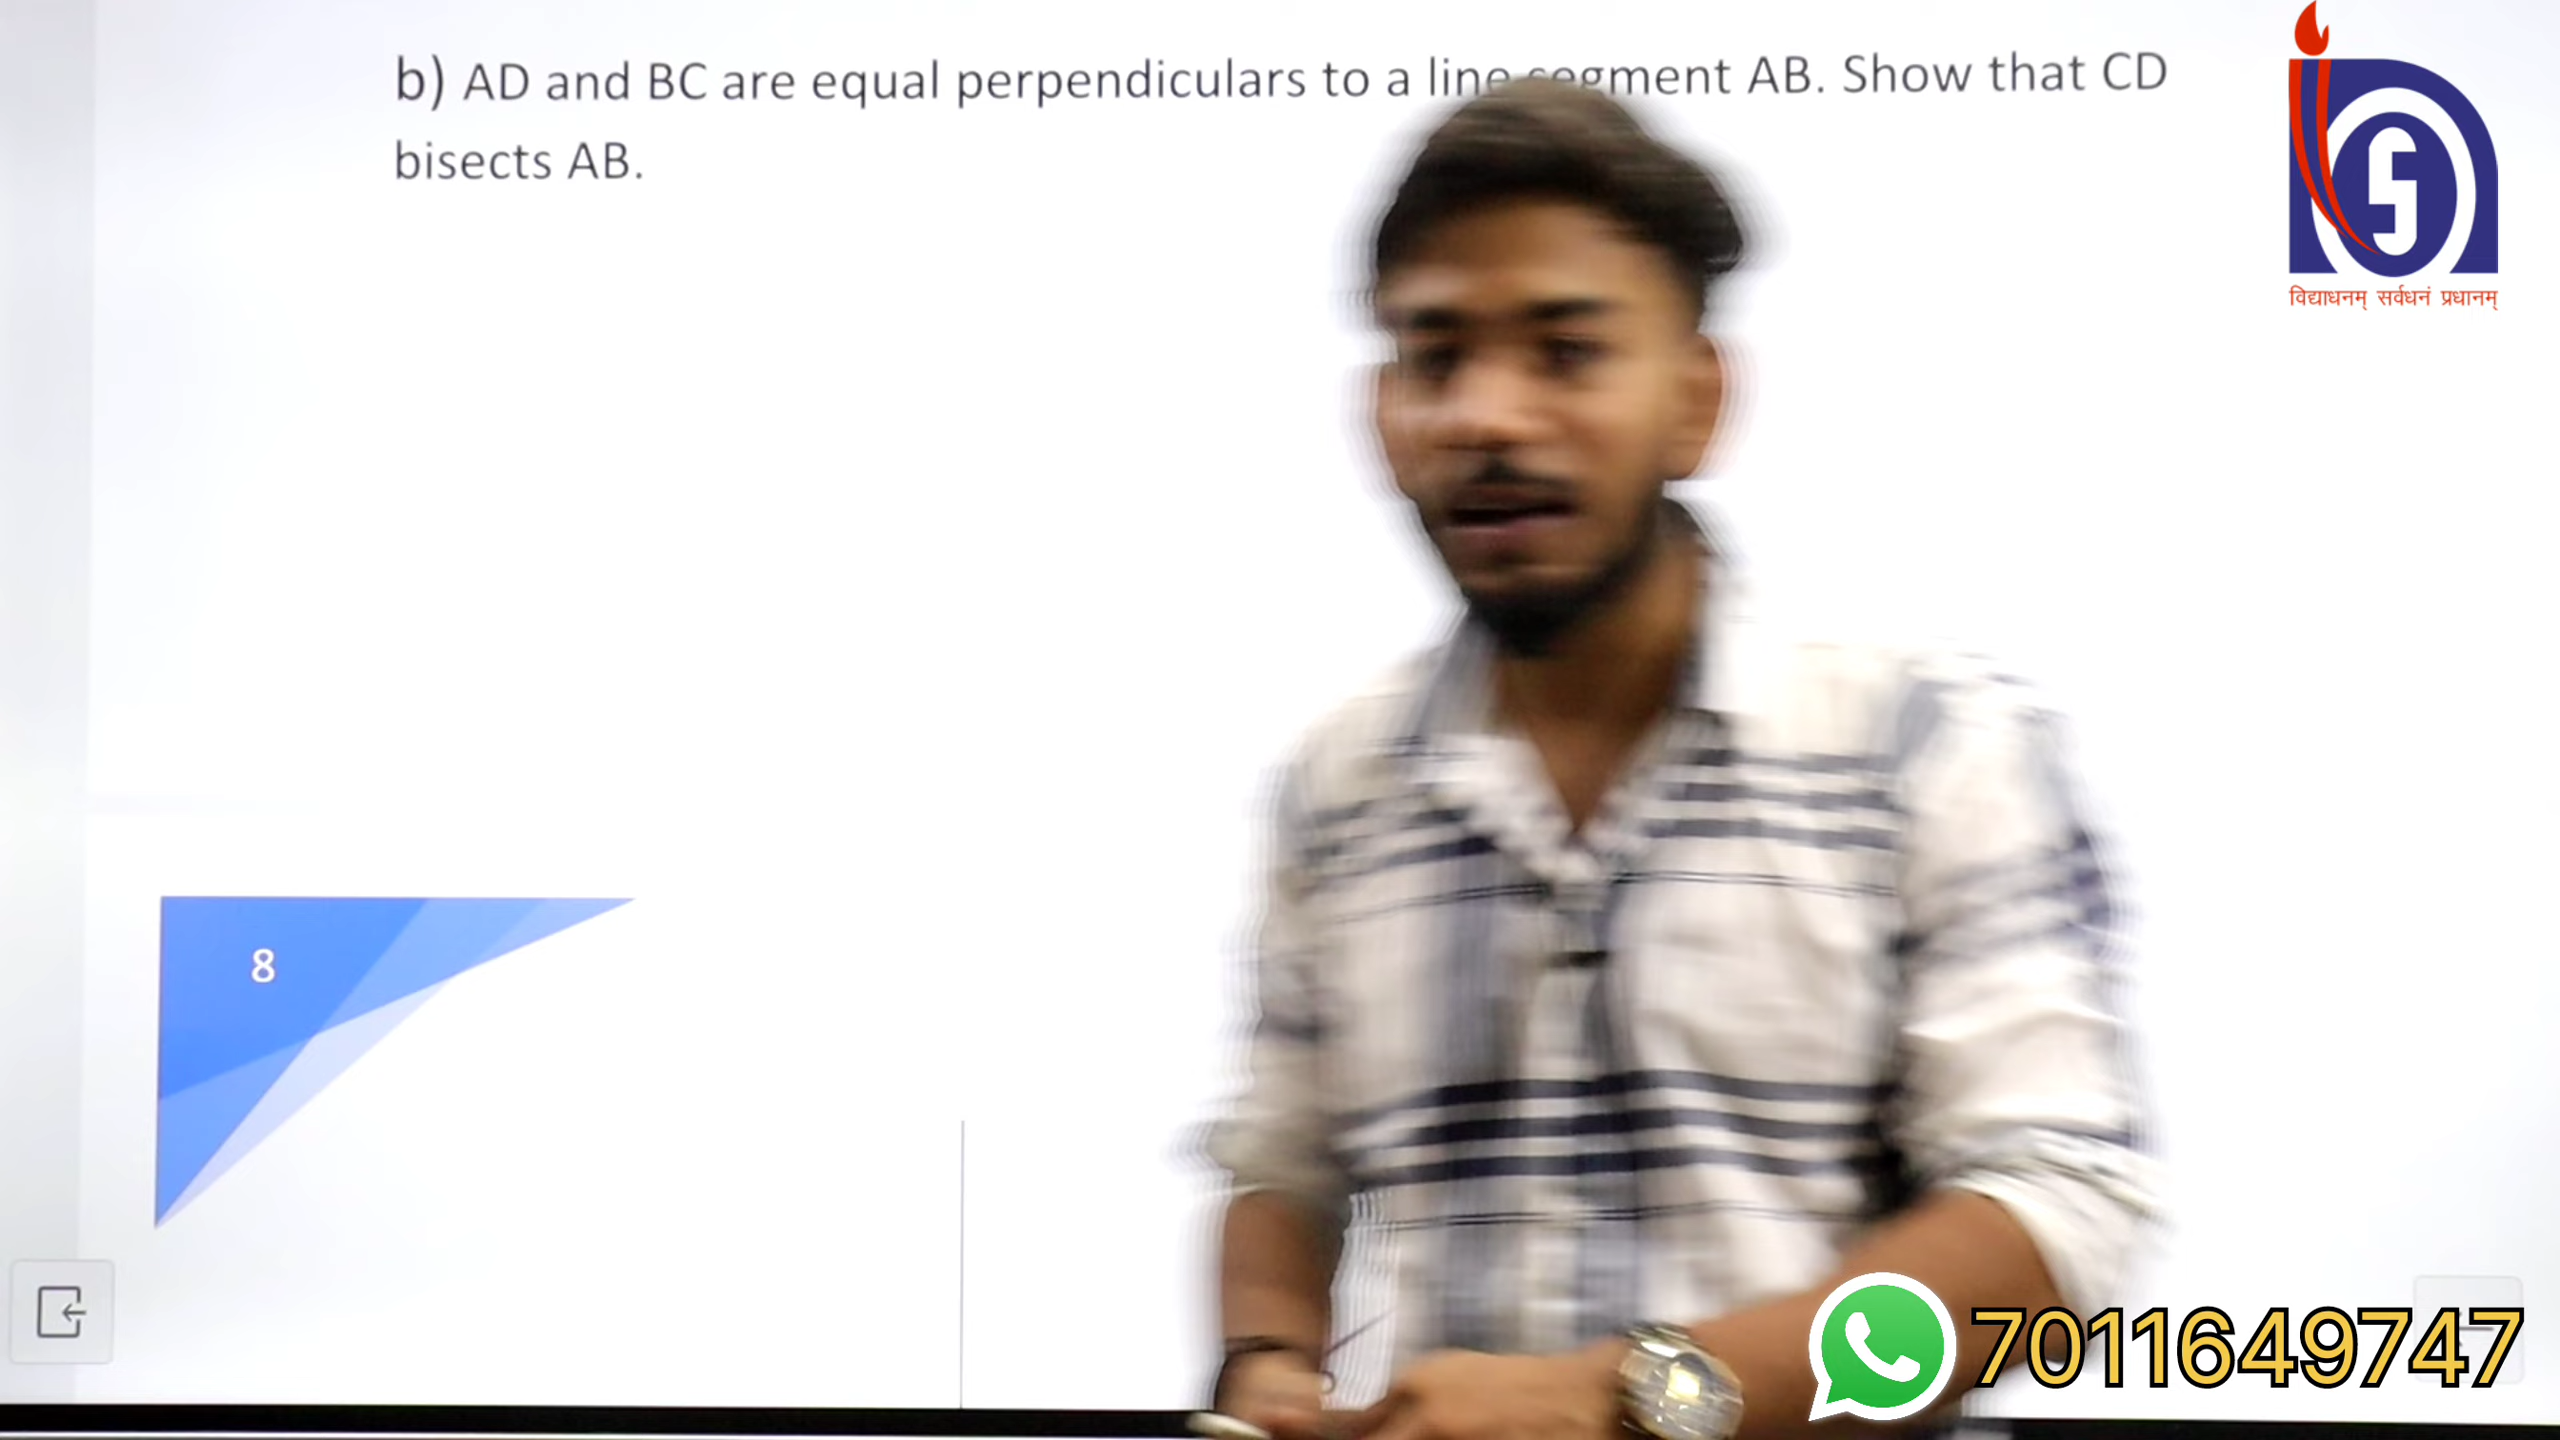 b) AD and BC are equal perpendiculars to a line segment AB. Show that CD
bisects AB.
विद्याधनम् सर्वधनं प्रधानम्
8
7011649747